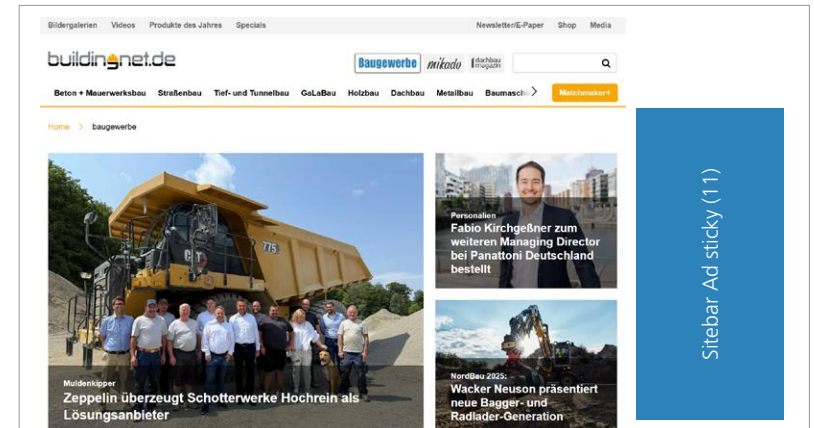 Bildergalerien Videos Produkte des Jahres Specials Newsletter/E-Paper Shop Media
buildingnet.de
Baugewerbe mikado dachbau magazin
Beton + Mauerwerksbau Straßenbau Tief- und Tunnelbau GaLaBau Holzbau Dachbau Metallbau Baumaschi Matchmaker+
Home > baugewerbe
775
CAT
Muldenkipper
Zeppelin überzeugt Schotterwerke Hochrein als
Lösungsanbieter
Personalien
Fabio Kirchgeßner zum
weiteren Managing Director
bei Panattoni Deutschland
bestellt
NordBau 2025:
Wacker Neuson präsentiert
neue Bagger- und
Radlader-Generation
Sitebar Ad sticky (11)